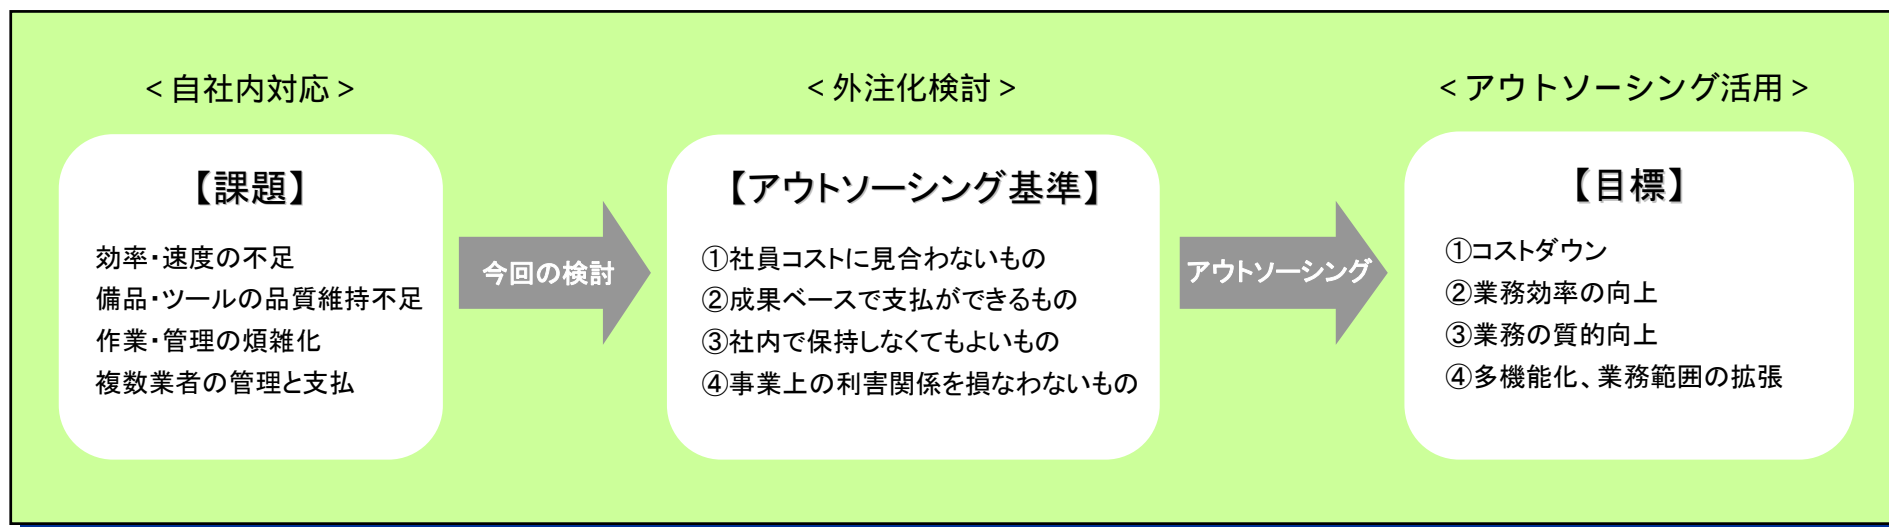 ＜自社内対応＞
【課題】
効率・速度の不足
備品・ツールの品質維持不足
作業・管理の煩雑化
複数業者の管理と支払
今回の検討
＜外注化検討＞
【アウトソーシング基準】
①社員コストに見合わないもの
②成果ベースで支払ができるもの
③社内で保持しなくてもよいもの
④事業上の利害関係を損なわないもの
アウトソーシング
＜アウトソーシング活用＞
【目標】
①コストダウン
②業務効率の向上
③業務の質的向上
④多機能化、業務範囲の拡張